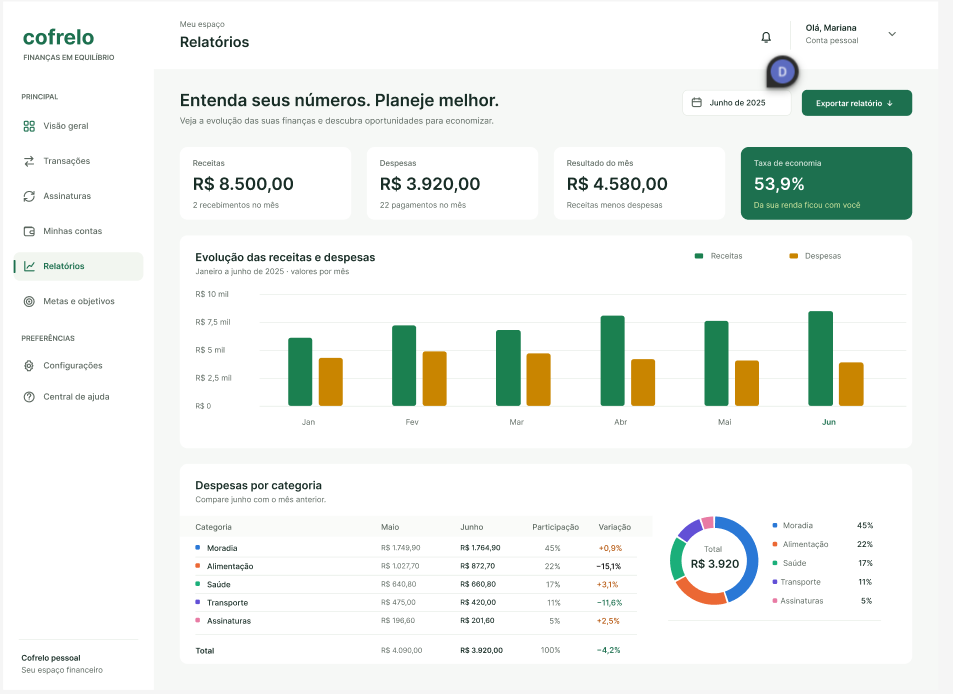 cofrelo
FINANÇAS EM EQUILÍBRIO
PRINCIPAL
Visão geral
Transações
Assinaturas
Minhas contas
Relatórios
Metas e objetivos
PREFERÊNCIAS
Configurações
Central de ajuda
Cofrelo pessoal
Seu espaço financeiro
Meu espaço
Relatórios
Olá, Mariana
Conta pessoal
D
Entenda seus números. Planeje melhor.
Veja a evolução das suas finanças e descubra oportunidades para economizar.
Junho de 2025
Exportar relatório ↓
Receitas
R$ 8.500,00
2 recebimentos no mês
Despesas
R$ 3.920,00
22 pagamentos no mês
Resultado do mês
R$ 4.580,00
Receitas menos despesas
Taxa de economia
53,9%
Da sua renda ficou com você
Evolução das receitas e despesas
Janeiro a junho de 2025 · valores por mês
Receitas Despesas
R$ 10 mil
R$ 7,5 mil
R$ 5 mil
R$ 2,5 mil
R$ 0
Jan Fev Mar Abr Mai Jun
Despesas por categoria
Compare junho com o mês anterior.
Categoria Maio Junho Participação Variação
Moradia R$ 1.749,90 R$ 1.764,90 45% +0,9%
Alimentação R$ 1.027,70 R$ 872,70 22% −15,1%
Saúde R$ 640,80 R$ 660,80 17% +3,1%
Transporte R$ 475,00 R$ 420,00 11% −11,6%
Assinaturas R$ 196,60 R$ 201,60 5% +2,5%
Total R$ 4.090,00 R$ 3.920,00 100% −4,2%
Total
R$ 3.920
Moradia 45%
Alimentação 22%
Saúde 17%
Transporte 11%
Assinaturas 5%